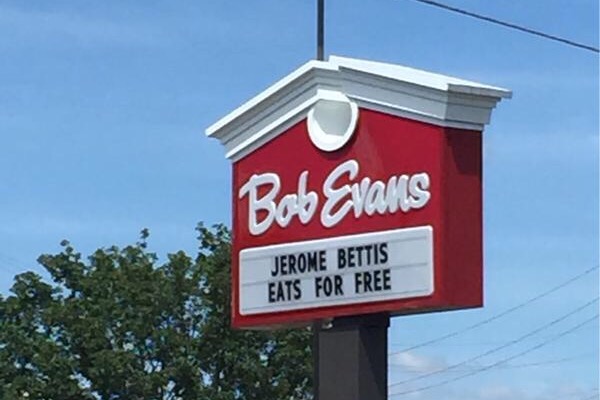 Bob Evans
JEROME BETTIS
EATS FOR FREE